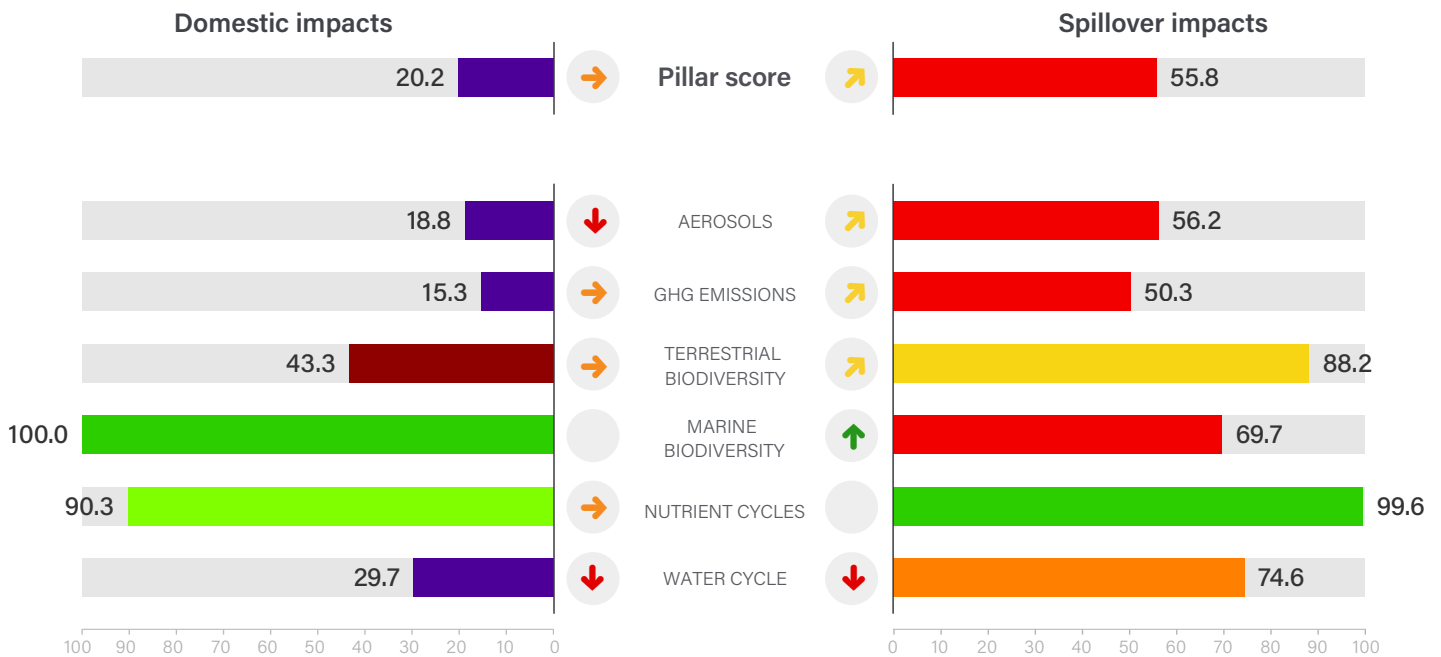 Domestic impacts
Spillover impacts
20.2
Pillar score
55.8
18.8
AEROSOLS
56.2
15.3
GHG EMISSIONS
50.3
43.3
TERRESTRIAL
BIODIVERSITY
88.2
100.0
MARINE
BIODIVERSITY
69.7
90.3
NUTRIENT CYCLES
99.6
29.7
WATER CYCLE
74.6
100 90 80 70 60 50 40 30 20 10 0
0 10 20 30 40 50 60 70 80 90 100